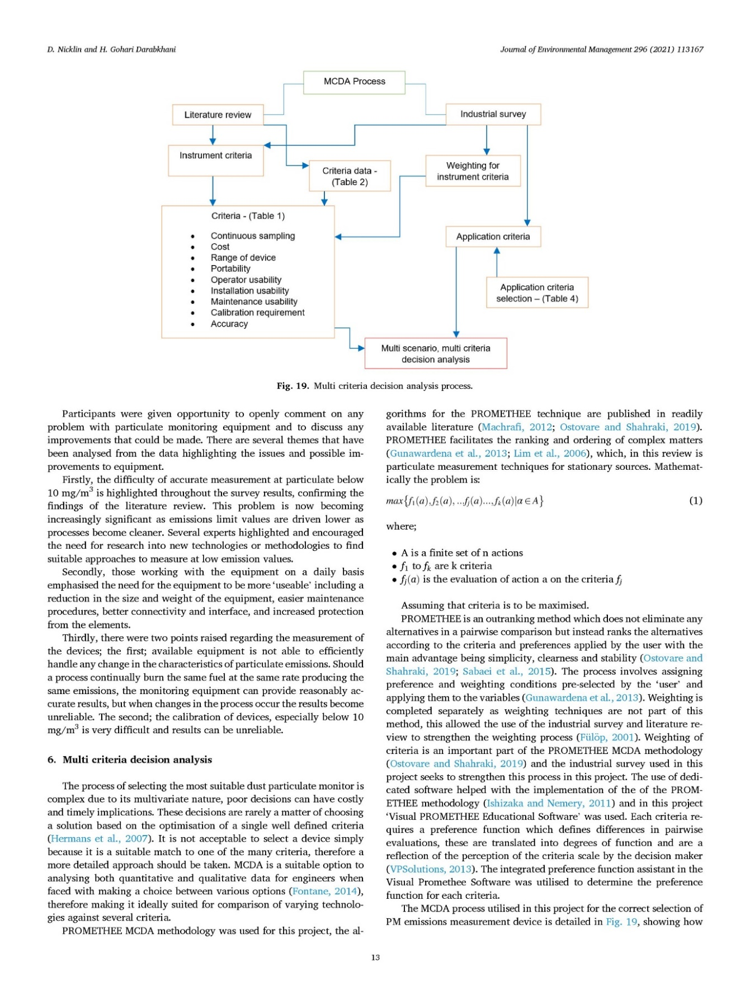 D. Nicklin and H. Gohari Darabkhani
Journal of Environmental Management 296 (2021) 113167
MCDA Process
Literature review
Industrial survey
Instrument criteria
Criteria data -
(Table 2)
Weighting for
instrument criteria
Criteria - (Table 1)
• Continuous sampling
• Cost
• Range of device
• Portability
• Operator usability
• Installation usability
• Maintenance usability
• Calibration requirement
• Accuracy
Application criteria
Application criteria
selection – (Table 4)
Multi scenario, multi criteria
decision analysis
Fig. 19. Multi criteria decision analysis process.
Participants were given opportunity to openly comment on any
problem with particulate monitoring equipment and to discuss any
improvements that could be made. There are several themes that have
been analysed from the data highlighting the issues and possible im-
provements to equipment.
Firstly, the difficulty of accurate measurement at particulate below
10 mg/m³ is highlighted throughout the survey results, confirming the
findings of the literature review. This problem is now becoming
increasingly significant as emissions limit values are driven lower as
processes become cleaner. Several experts highlighted and encouraged
the need for research into new technologies or methodologies to find
suitable approaches to measure at low emission values.
Secondly, those working with the equipment on a daily basis
emphasised the need for the equipment to be more ‘useable’ including a
reduction in the size and weight of the equipment, easier maintenance
procedures, better connectivity and interface, and increased protection
from the elements.
Thirdly, there were two points raised regarding the measurement of
the devices; the first; available equipment is not able to efficiently
handle any change in the characteristics of particulate emissions. Should
a process continually burn the same fuel at the same rate producing the
same emissions, the monitoring equipment can provide reasonably ac-
curate results, but when changes in the process occur the results become
unreliable. The second; the calibration of devices, especially below 10
mg/m³ is very difficult and results can be unreliable.
6. Multi criteria decision analysis
The process of selecting the most suitable dust particulate monitor is
complex due to its multivariate nature, poor decisions can have costly
and timely implications. These decisions are rarely a matter of choosing
a solution based on the optimisation of a single well defined criteria
(Hermans et al., 2007). It is not acceptable to select a device simply
because it is a suitable match to one of the many criteria, therefore a
more detailed approach should be taken. MCDA is a suitable option to
analysing both quantitative and qualitative data for engineers when
faced with making a choice between various options (Fontane, 2014),
therefore making it ideally suited for comparison of varying technolo-
gies against several criteria.
PROMETHEE MCDA methodology was used for this project, the al-
gorithms for the PROMETHEE technique are published in readily
available literature (Machrafi, 2012; Ostovare and Shahraki, 2019).
PROMETHEE facilitates the ranking and ordering of complex matters
(Gunawardena et al., 2013; Lim et al., 2006), which, in this review is
particulate measurement techniques for stationary sources. Mathemat-
ically the problem is:
max{f₁(a),f₂(a), ..,fⱼ(a)...,fₖ(a)|α ∈ A} (1)
where;
• A is a finite set of n actions
• f₁ to fₖ are k criteria
• fⱼ(a) is the evaluation of action a on the criteria fⱼ
Assuming that criteria is to be maximised.
PROMETHEE is an outranking method which does not eliminate any
alternatives in a pairwise comparison but instead ranks the alternatives
according to the criteria and preferences applied by the user with the
main advantage being simplicity, clearness and stability (Ostovare and
Shahraki, 2019; Sabaei et al., 2015). The process involves assigning
preference and weighting conditions pre-selected by the ‘user’ and
applying them to the variables (Gunawardena et al., 2013). Weighting is
completed separately as weighting techniques are not part of this
method, this allowed the use of the industrial survey and literature re-
view to strengthen the weighting process (Fülöp, 2001). Weighting of
criteria is an important part of the PROMETHEE MCDA methodology
(Ostovare and Shahraki, 2019) and the industrial survey used in this
project seeks to strengthen this process in this project. The use of dedi-
cated software helped with the implementation of the of the PROM-
ETHEE methodology (Ishizaka and Nemery, 2011) and in this project
‘Visual PROMETHEE Educational Software’ was used. Each criteria re-
quires a preference function which defines differences in pairwise
evaluations, these are translated into degrees of function and are a
reflection of the perception of the criteria scale by the decision maker
(VPSolutions, 2013). The integrated preference function assistant in the
Visual Promethee Software was utilised to determine the preference
function for each criteria.
The MCDA process utilised in this project for the correct selection of
PM emissions measurement device is detailed in Fig. 19, showing how
13